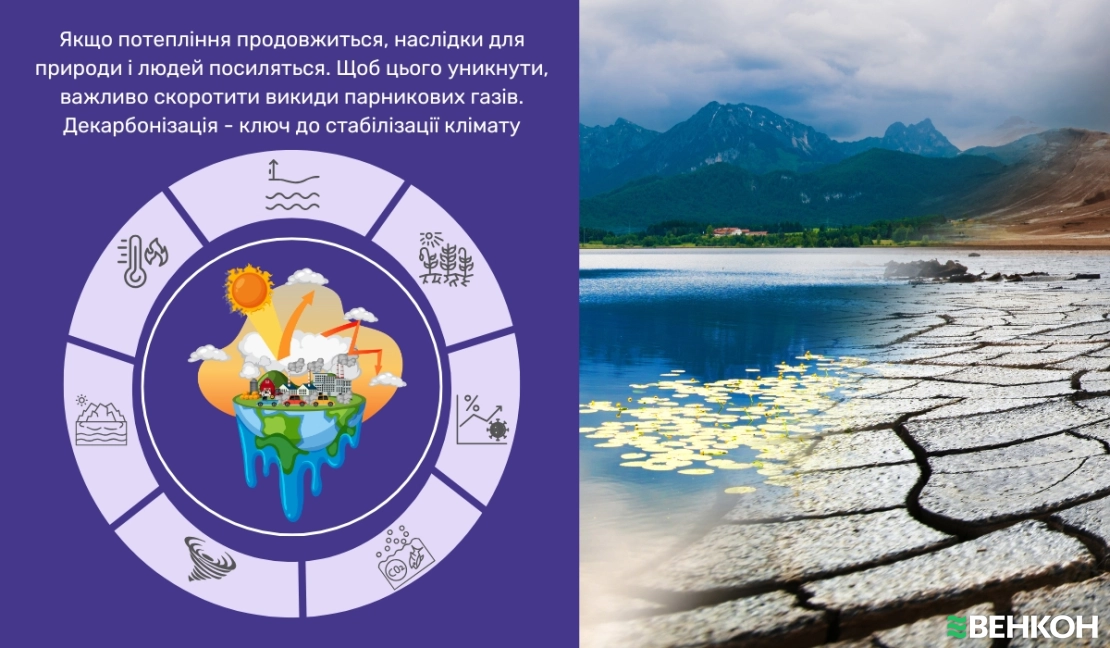 Якщо потепління продовжиться, наслідки для
природи і людей посиляться. Щоб цього уникнути,
важливо скоротити викиди парникових газів.
Декарбонізація - ключ до стабілізації клімату
%
CO₂
ВЕНКОН